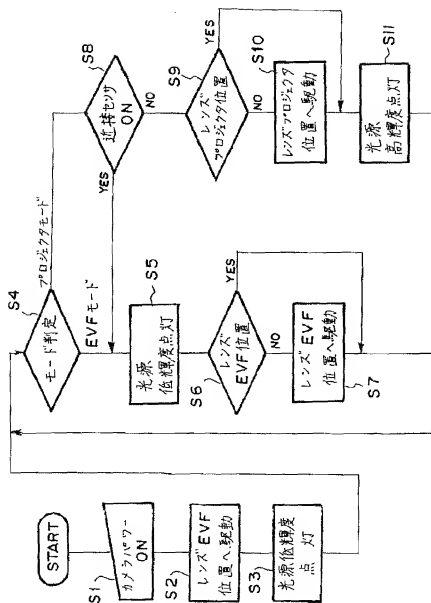 START
S1
カメラパワー
ON
S2
レンズEVF
位置へ駆動
S3
光源低輝度
点灯
S4
モード判定
プロジェクタモード
EVFモード
S5
光源
低輝度点灯
S6
レンズ
EVF位置
YES
NO
S7
レンズEVF
位置へ駆動
S8
近接センサ
ON
YES
NO
S9
レンズ
プロジェクタ位置
YES
NO
S10
レンズプロジェクタ
位置へ駆動
S11
光源
高輝度点灯